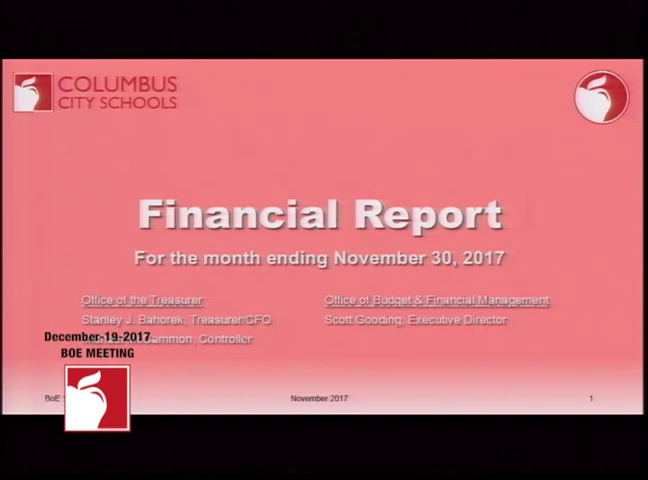 COLUMBUS
CITY SCHOOLS
Financial Report
For the month ending November 30, 2017
Office of the Treasurer
Stanley J. Bahorek, Treasurer/CFO
Controller
Office of Budget & Financial Management
Scott Gooding, Executive Director
December-19-2017
BOE MEETING
BoE
November 2017
1